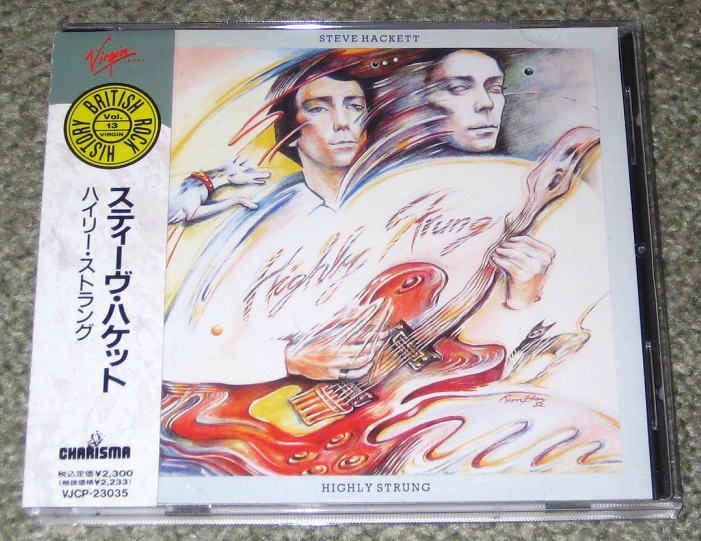 Virgin
JAPAN
BRITISH ROCK
Vol.
13
VIRGIN
HISTORY
スティーヴ・ハケット
ハイリー・ストラング
CHARISMA
税込定価¥2,300
(税抜価格¥2,233)
VJCP-23035
STEVE HACKETT
Highly Strung
HIGHLY STRUNG